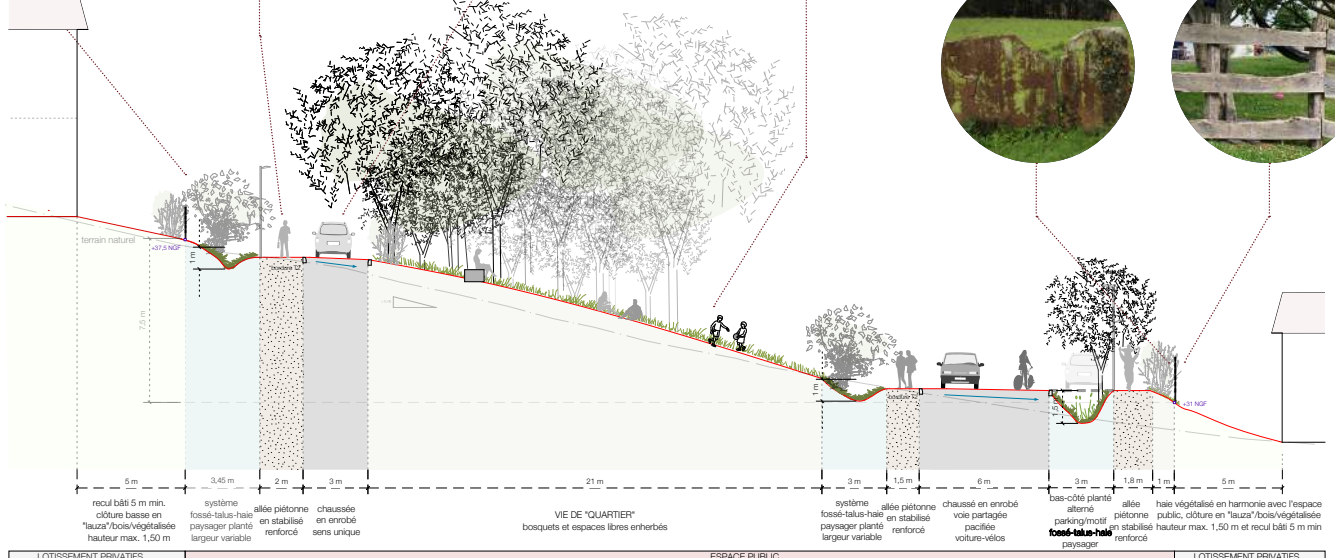 terrain naturel
+37,5 NGF
1 m
7,5 m
1 m
1,5 m
+31 NGF
5 m
3,45 m
2 m
3 m
21 m
3 m
1,5 m
6 m
3 m
1,8 m
1 m
5 m
recul bâti 5 m min.
clôture basse en
"lauza"/bois/végétalisée
hauteur max. 1,50 m
système
fossé-talus-haie
paysager planté
largeur variable
allée piétonne
en stabilisé
renforcé
chaussée
en enrobé
sens unique
VIE DE "QUARTIER"
bosquets et espaces libres enherbés
système
fossé-talus-haie
paysager planté
largeur variable
allée piétonne
en stabilisé
renforcé
chaussé en enrobé
voie partagée
pacifiée
voiture-vélos
bas-côté planté
alterné
parking/motif
fossé-talus-haie
paysager
allée
piétonne
en stabilisé
renforcé
haie végétalisé en harmonie avec l'espace
public, clôture en "lauza"/bois/végétalisée
hauteur max. 1,50 m et recul bâti 5 m min
LOTISSEMENT PRIVATIFS
ESPACE PUBLIC
LOTISSEMENT PRIVATIFS